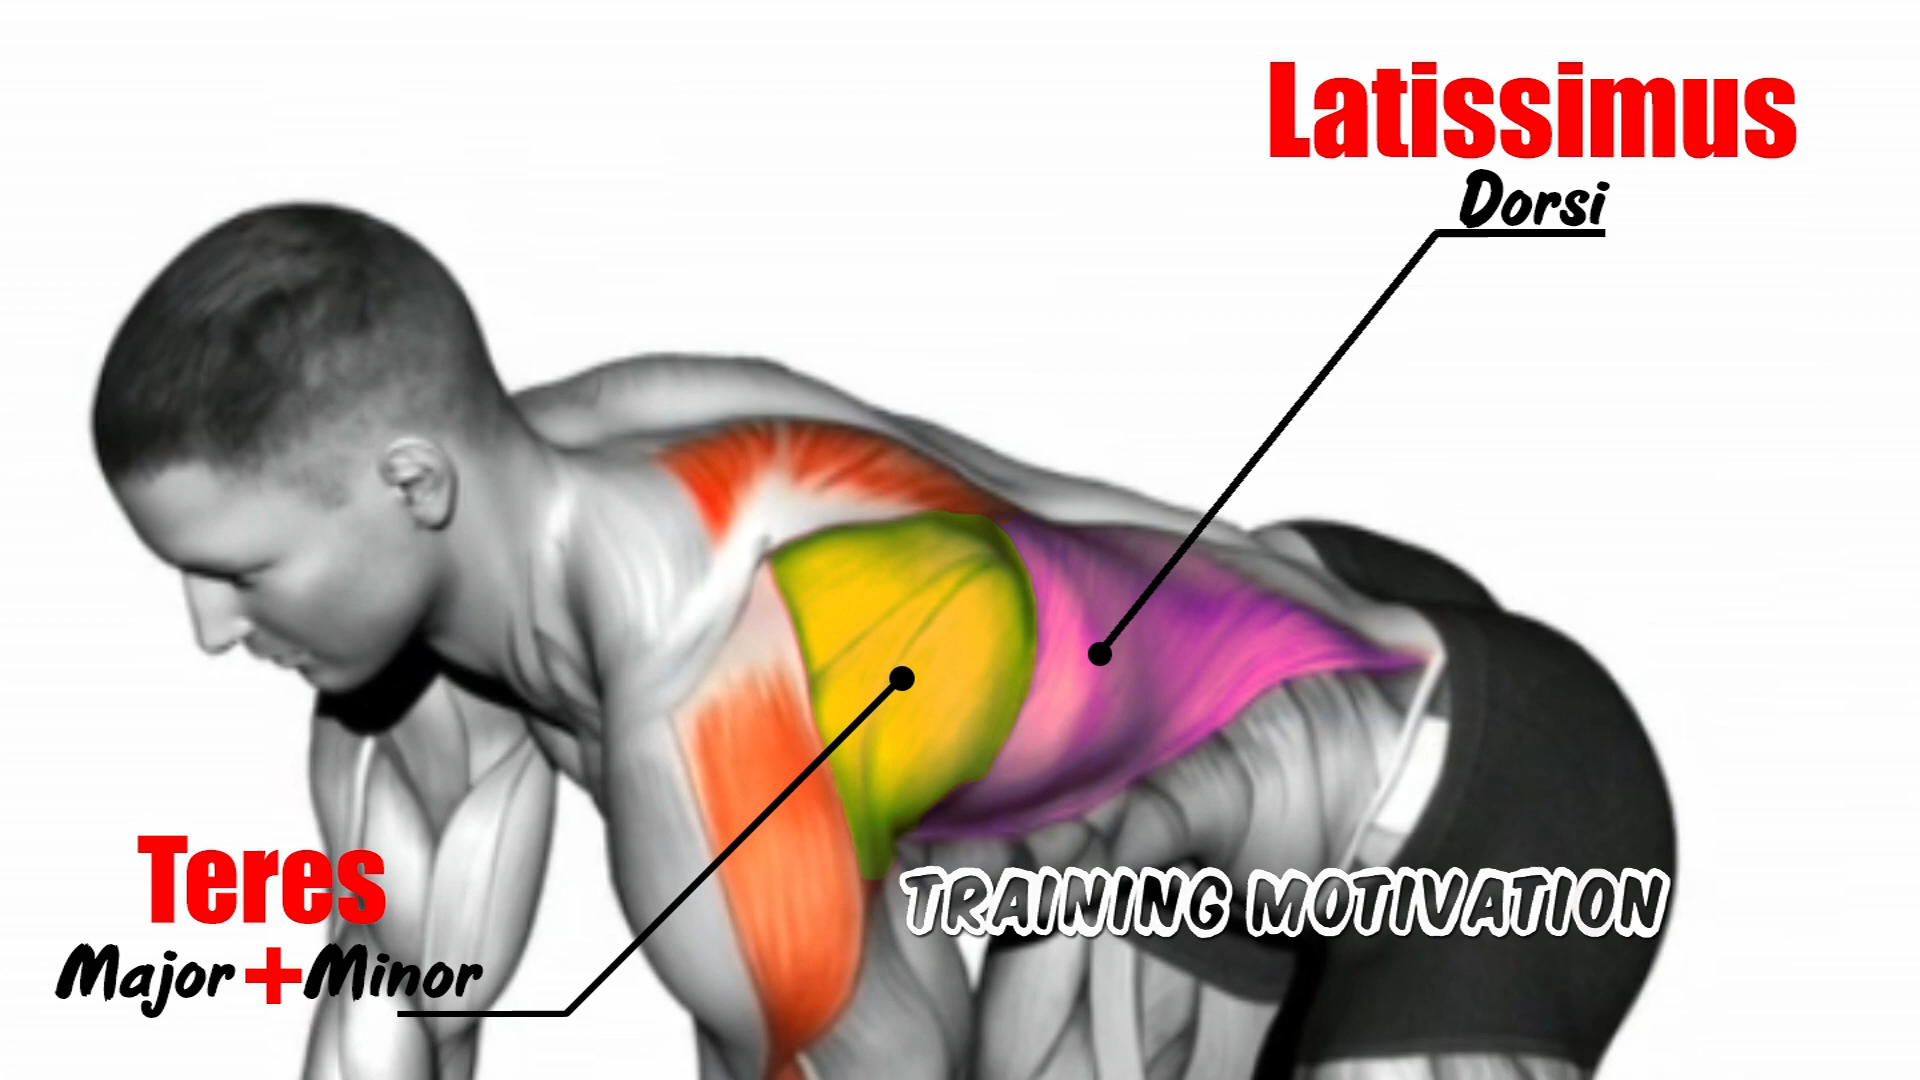 Latissimus
Dorsi
Teres
Major+Minor
TRAINING MOTIVATION